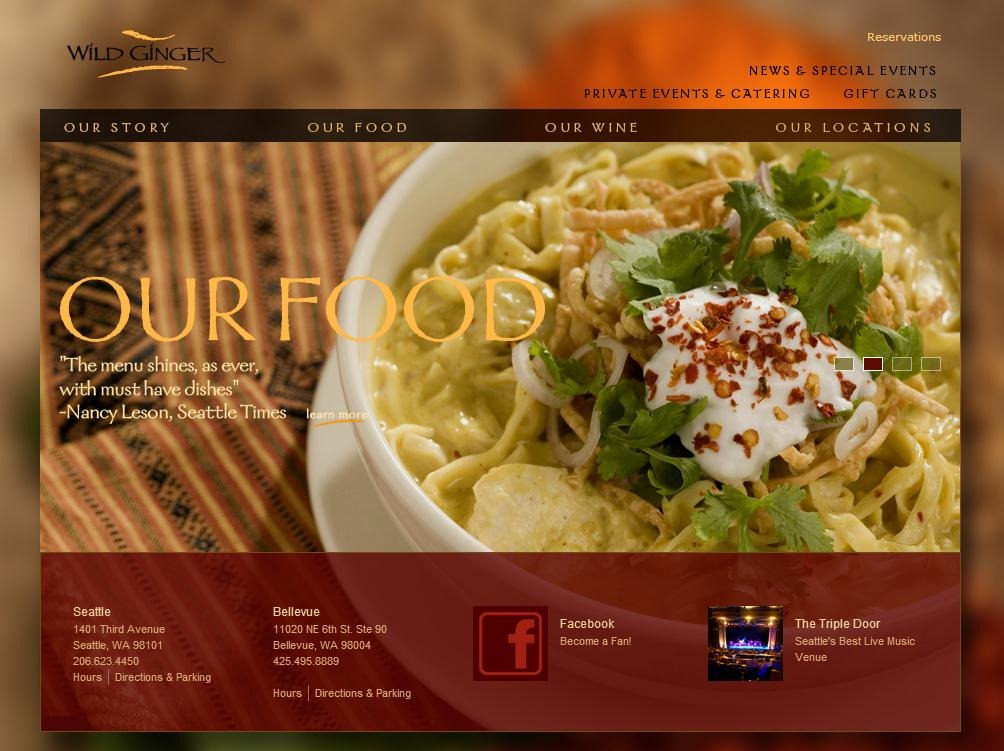 WILD GINGER
Reservations
NEWS & SPECIAL EVENTS
PRIVATE EVENTS & CATERING GIFT CARDS
OUR STORY OUR FOOD OUR WINE OUR LOCATIONS
OUR FOOD
"The menu shines, as ever,
with must have dishes"
-Nancy Leson, Seattle Times learn more
Seattle
1401 Third Avenue
Seattle, WA 98101
206.623.4450
Hours | Directions & Parking
Bellevue
11020 NE 6th St. Ste 90
Bellevue, WA 98004
425.495.8889
Hours | Directions & Parking
f
Facebook
Become a Fan!
The Triple Door
Seattle's Best Live Music
Venue